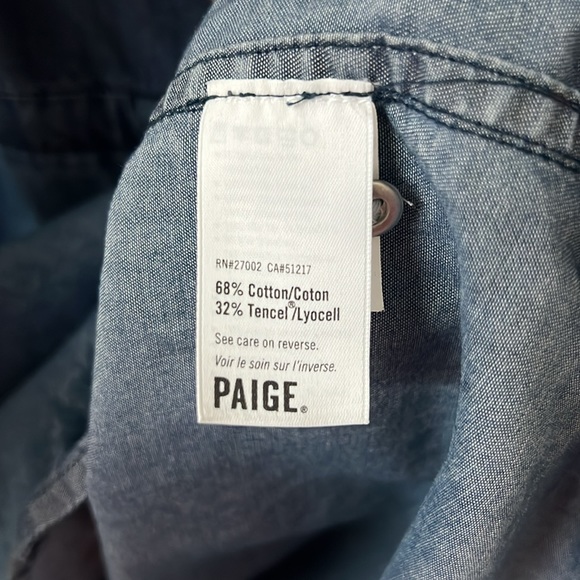 RN#27002 CA#51217
68% Cotton/Coton
32% Tencel®/Lyocell
See care on reverse.
Voir le soin sur l'inverse.
PAIGE®